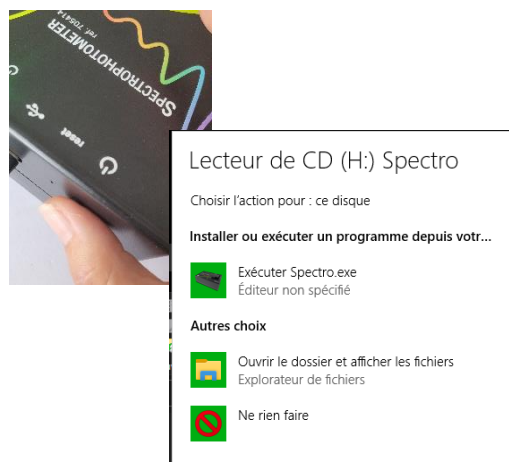 SPECTROPHOTOMETER
ref. 705414
reset
Lecteur de CD (H:) Spectro
Choisir l'action pour : ce disque
Installer ou exécuter un programme depuis votr...
Exécuter Spectro.exe
Éditeur non spécifié
Autres choix
Ouvrir le dossier et afficher les fichiers
Explorateur de fichiers
Ne rien faire